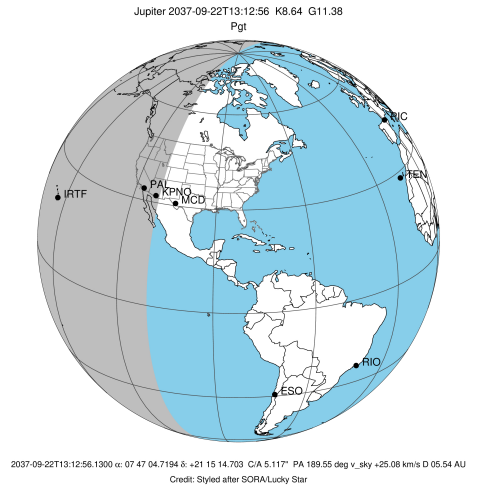 Jupiter 2037-09-22T13:12:56  K8.64  G11.38
Pgt
PIC
TEN
PAL
KPNO
MCD
IRTF
RIO
ESO
2037-09-22T13:12:56.1300 α: 07 47 04.7194 δ: +21 15 14.703  C/A 5.117"  PA 189.55 deg v_sky +25.08 km/s D 05.54 AU
Credit: Styled after SORA/Lucky Star